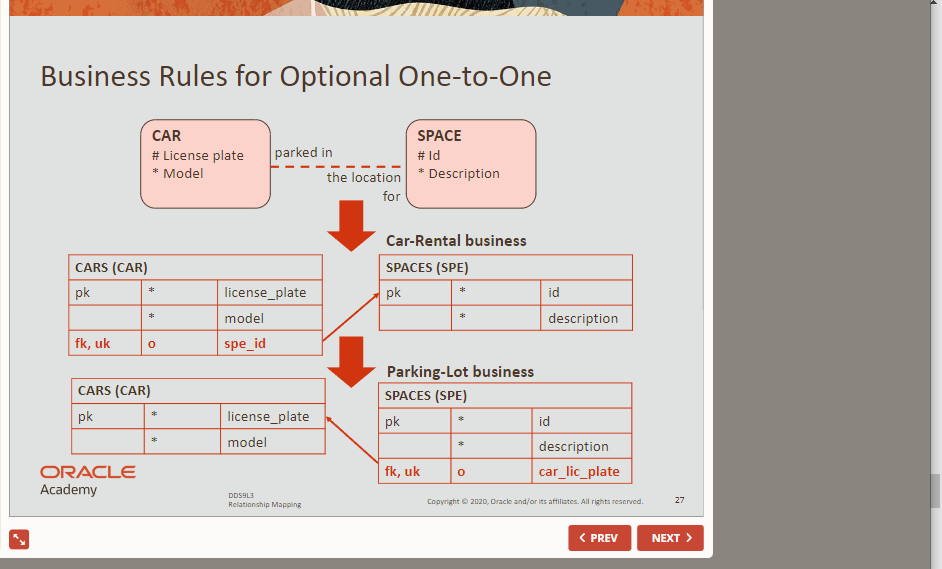 Business Rules for Optional One-to-One
CAR
# License plate
* Model
parked in
the location
for
SPACE
# Id
* Description
Car-Rental business
CARS (CAR)
pk * license_plate
* model
fk, uk o spe_id
SPACES (SPE)
pk * id
* description
Parking-Lot business
CARS (CAR)
pk * license_plate
* model
SPACES (SPE)
pk * id
* description
fk, uk o car_lic_plate
ORACLE
Academy
DDS9L3
Relationship Mapping
Copyright © 2020, Oracle and/or its affiliates. All rights reserved.
27
PREV
NEXT